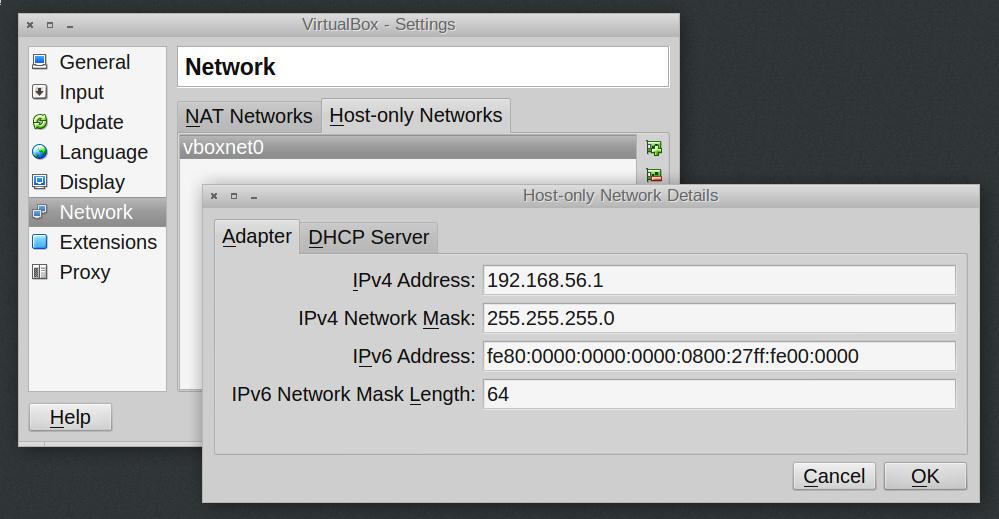 VirtualBox - Settings
General
Input
Update
Language
Display
Network
Extensions
Proxy
Help
Network
NAT Networks
Host-only Networks
vboxnet0
Host-only Network Details
Adapter
DHCP Server
IPv4 Address: 192.168.56.1
IPv4 Network Mask: 255.255.255.0
IPv6 Address: fe80:0000:0000:0000:0800:27ff:fe00:0000
IPv6 Network Mask Length: 64
Cancel
OK